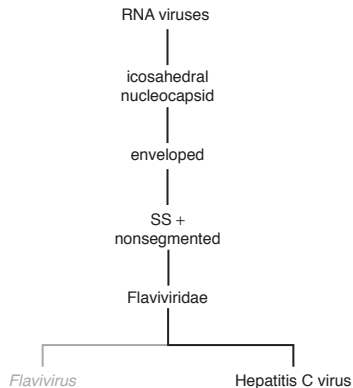 RNA viruses
icosahedral
nucleocapsid
enveloped
SS +
nonsegmented
Flaviviridae
Flavivirus
Hepatitis C virus